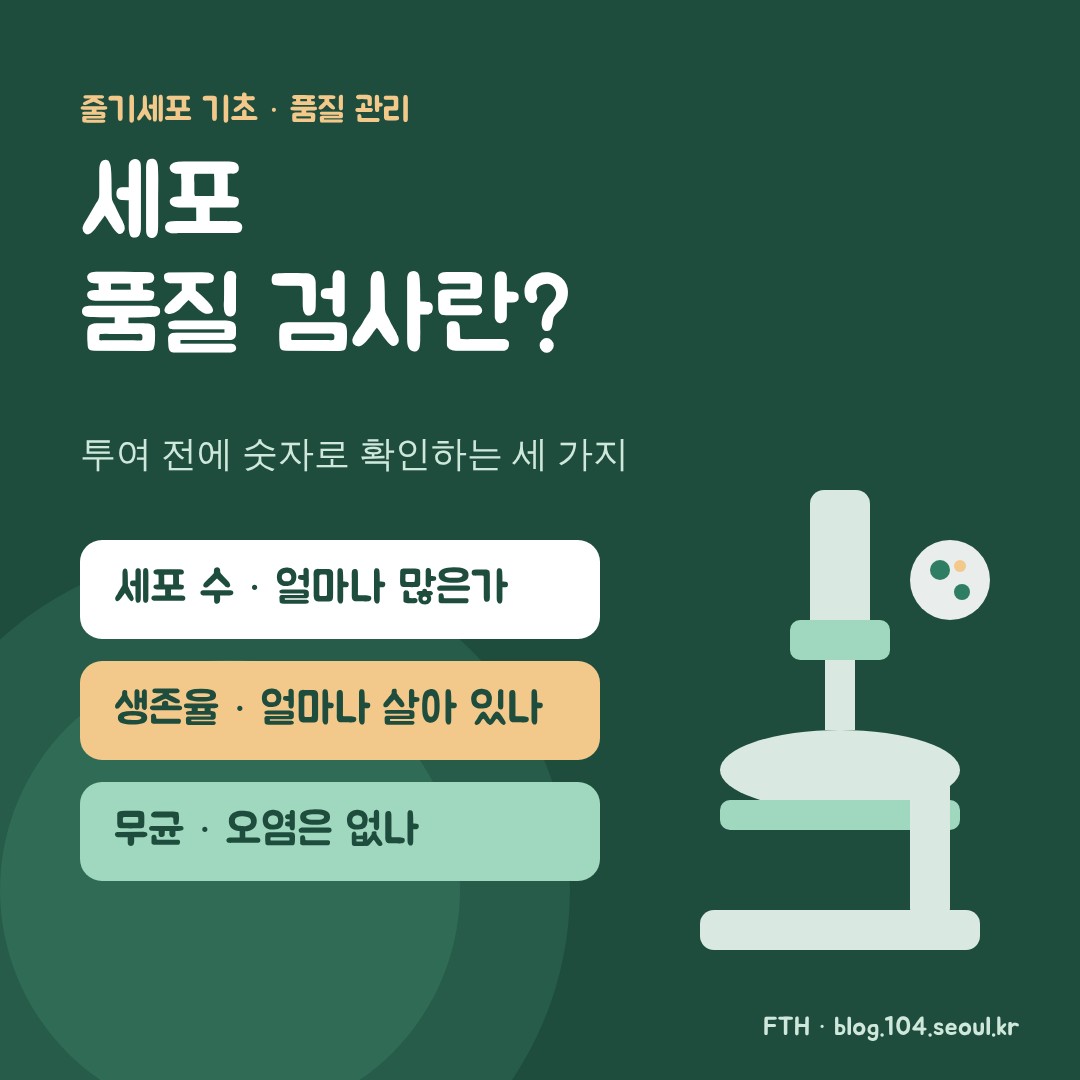 줄기세포 기초 · 품질 관리
세포
품질 검사란?
투여 전에 숫자로 확인하는 세 가지
세포 수 · 얼마나 많은가
생존율 · 얼마나 살아 있나
무균 · 오염은 없나
FTH · blog.104.seoul.kr